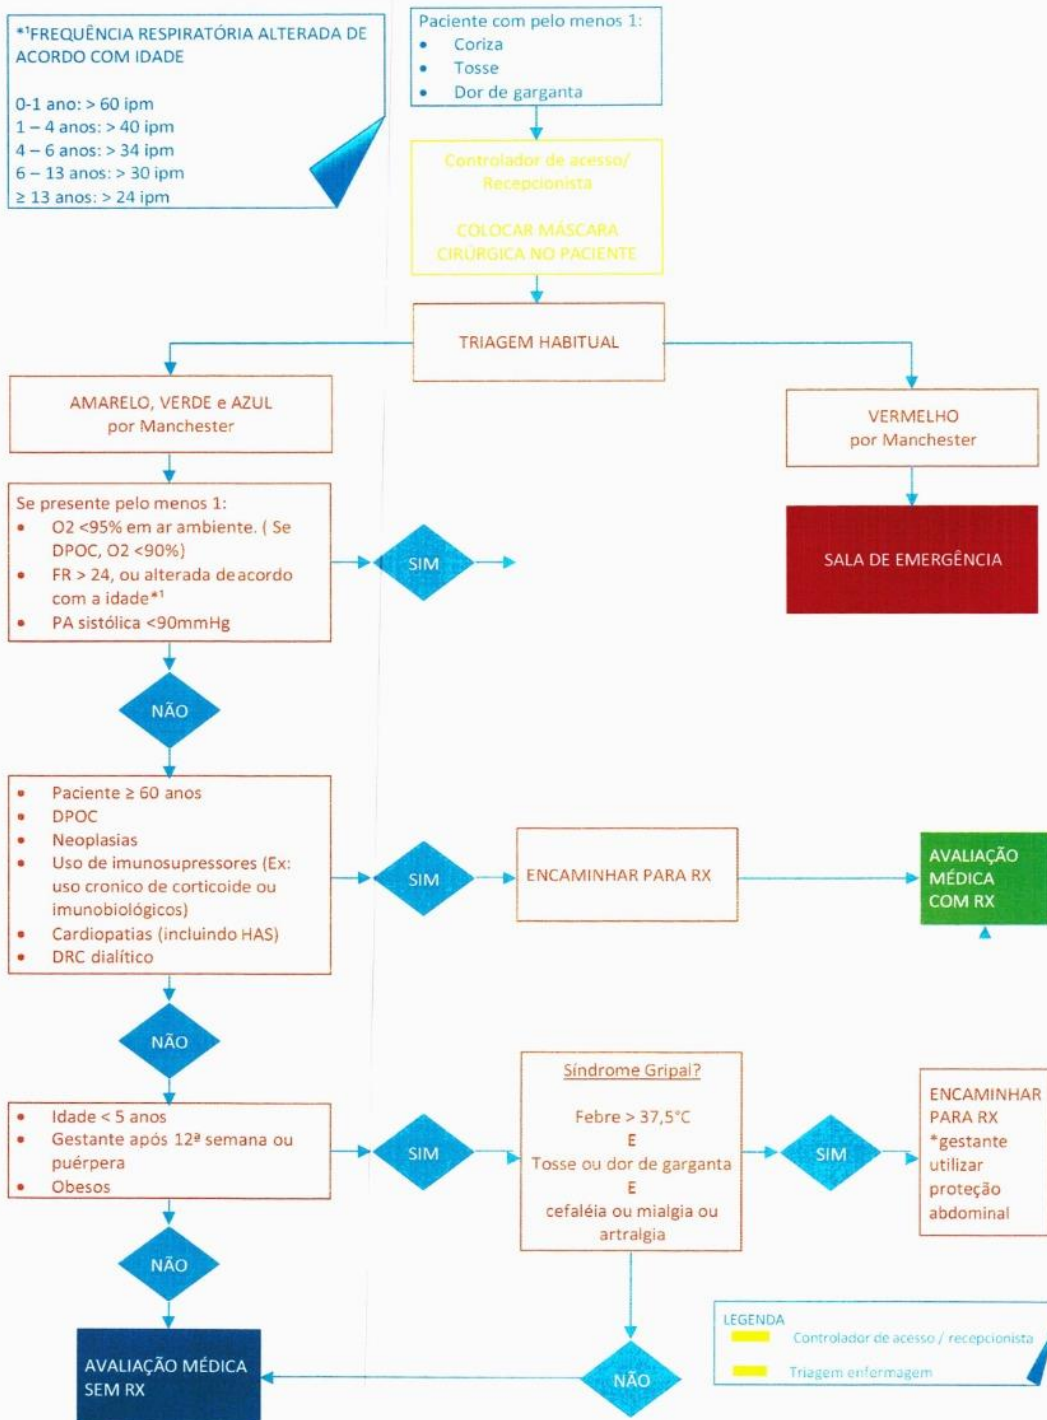 *¹FREQUÊNCIA RESPIRATÓRIA ALTERADA DE
ACORDO COM IDADE
0-1 ano: > 60 ipm
1 – 4 anos: > 40 ipm
4 – 6 anos: > 34 ipm
6 – 13 anos: > 30 ipm
≥ 13 anos: > 24 ipm
Paciente com pelo menos 1:
• Coriza
• Tosse
• Dor de garganta
Controlador de acesso/
Recepcionista
COLOCAR MÁSCARA
CIRÚRGICA NO PACIENTE
TRIAGEM HABITUAL
AMARELO, VERDE e AZUL
por Manchester
VERMELHO
por Manchester
Se presente pelo menos 1:
• O2 <95% em ar ambiente. ( Se
DPOC, O2 <90%)
• FR > 24, ou alterada de acordo
com a idade*¹
• PA sistólica <90mmHg
SIM
SALA DE EMERGÊNCIA
NÃO
• Paciente ≥ 60 anos
• DPOC
• Neoplasias
• Uso de imunosupressores (Ex:
uso cronico de corticoide ou
imunobiológicos)
• Cardiopatias (incluindo HAS)
• DRC dialítico
SIM
ENCAMINHAR PARA RX
AVALIAÇÃO
MÉDICA
COM RX
NÃO
• Idade < 5 anos
• Gestante após 12ª semana ou
puérpera
• Obesos
SIM
Síndrome Gripal?
Febre > 37,5°C
E
Tosse ou dor de garganta
E
cefaléia ou mialgia ou
artralgia
SIM
ENCAMINHAR
PARA RX
*gestante
utilizar
proteção
abdominal
NÃO
AVALIAÇÃO MÉDICA
SEM RX
NÃO
LEGENDA
Controlador de acesso / recepcionista
Triagem enfermagem